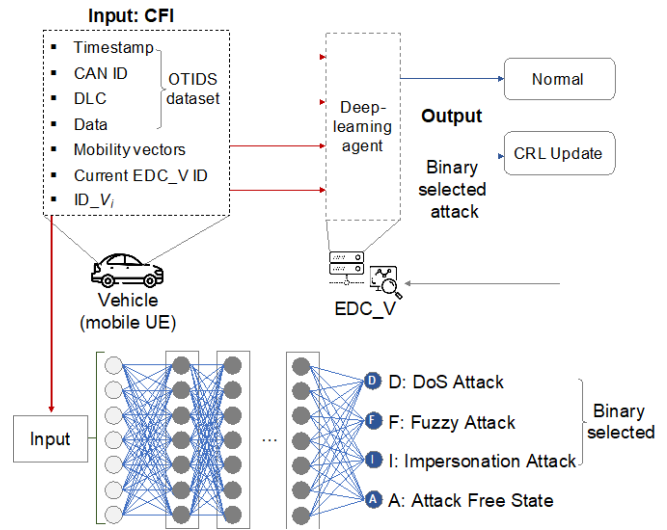 Input: CFI
▪ Timestamp
▪ CAN ID
▪ DLC
▪ Data
▪ Mobility vectors
▪ Current EDC_V ID
▪ ID_Vi
OTIDS
dataset
Deep-
learning
agent
Output
Normal
CRL Update
Binary
selected
attack
Vehicle
(mobile UE)
EDC_V
Input
...
D D: DoS Attack
F F: Fuzzy Attack
I I: Impersonation Attack
A A: Attack Free State
Binary
selected